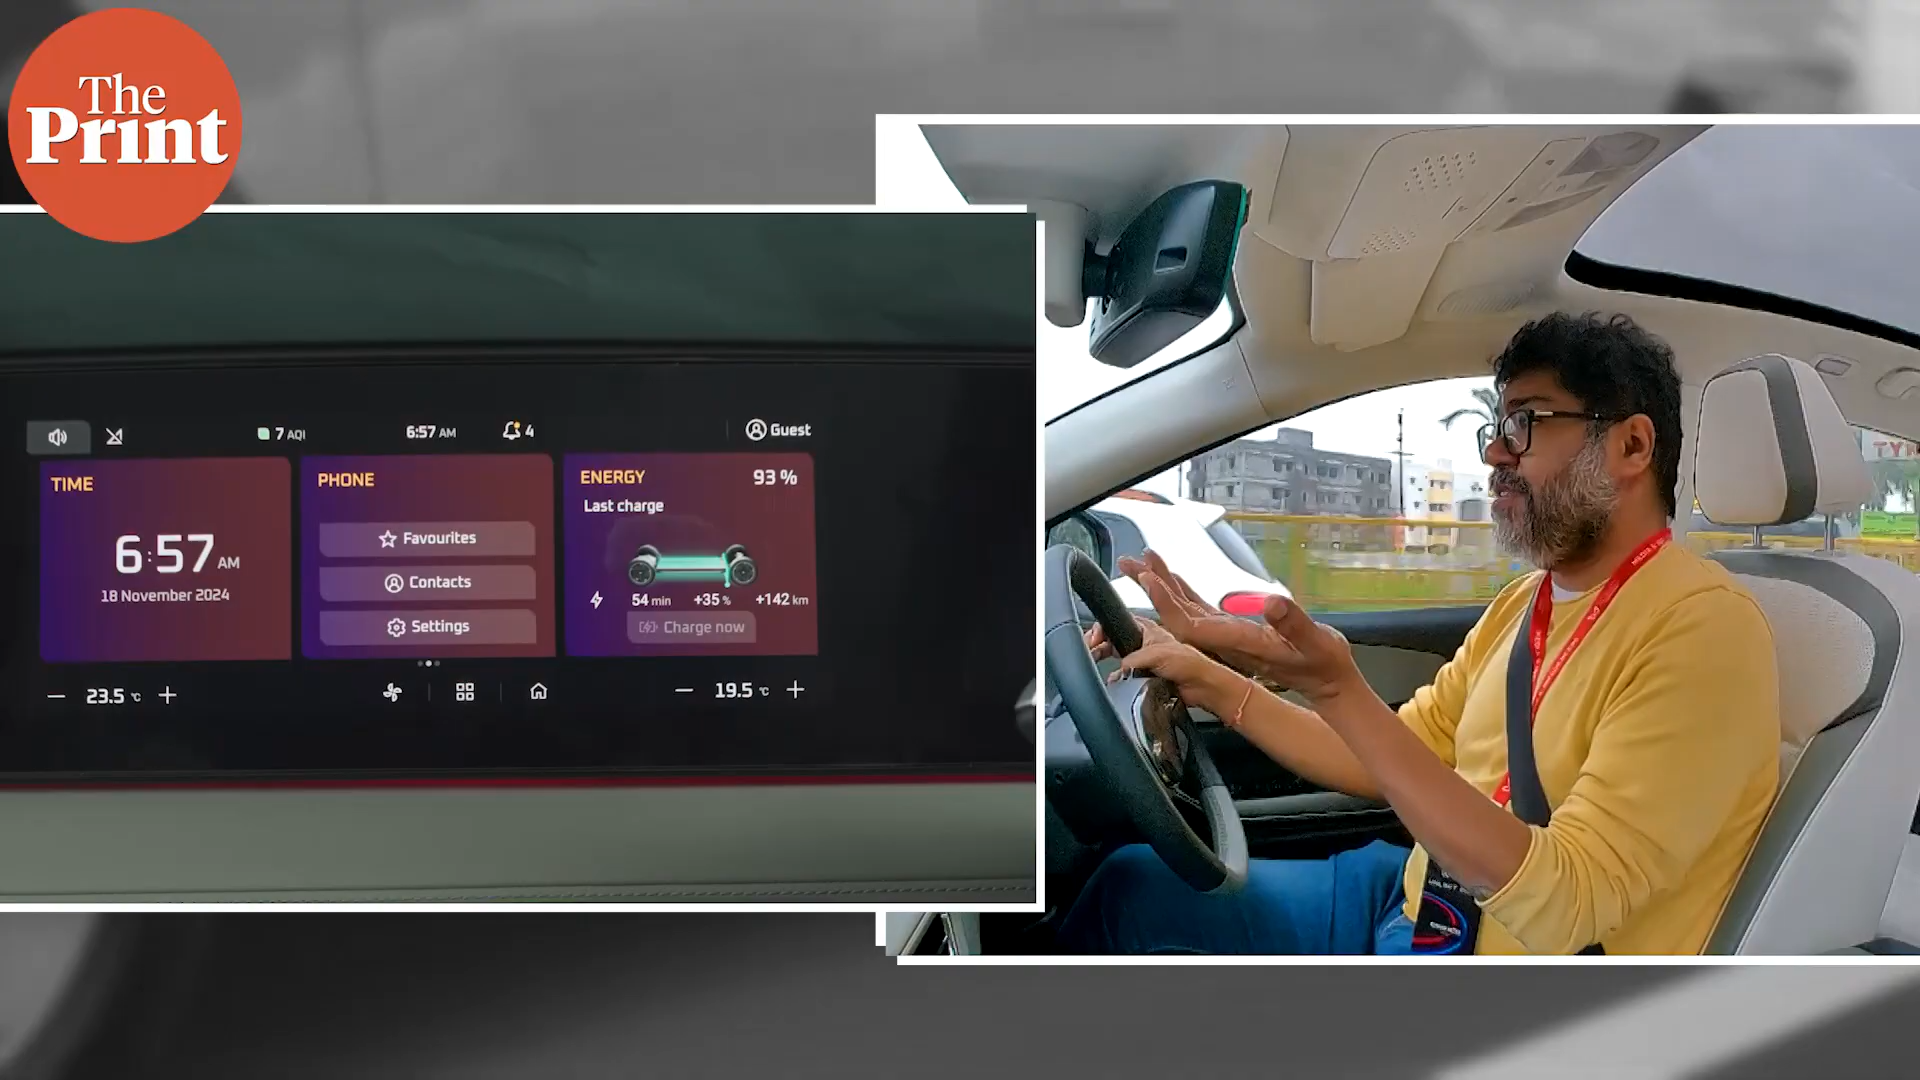 The
Print
7 AQI
6:57 AM
4
Guest
TIME
6:57 AM
18 November 2024
PHONE
Favourites
Contacts
Settings
ENERGY
93 %
Last charge
54 min +35 % +142 km
Charge now
23.5 °C
19.5 °C